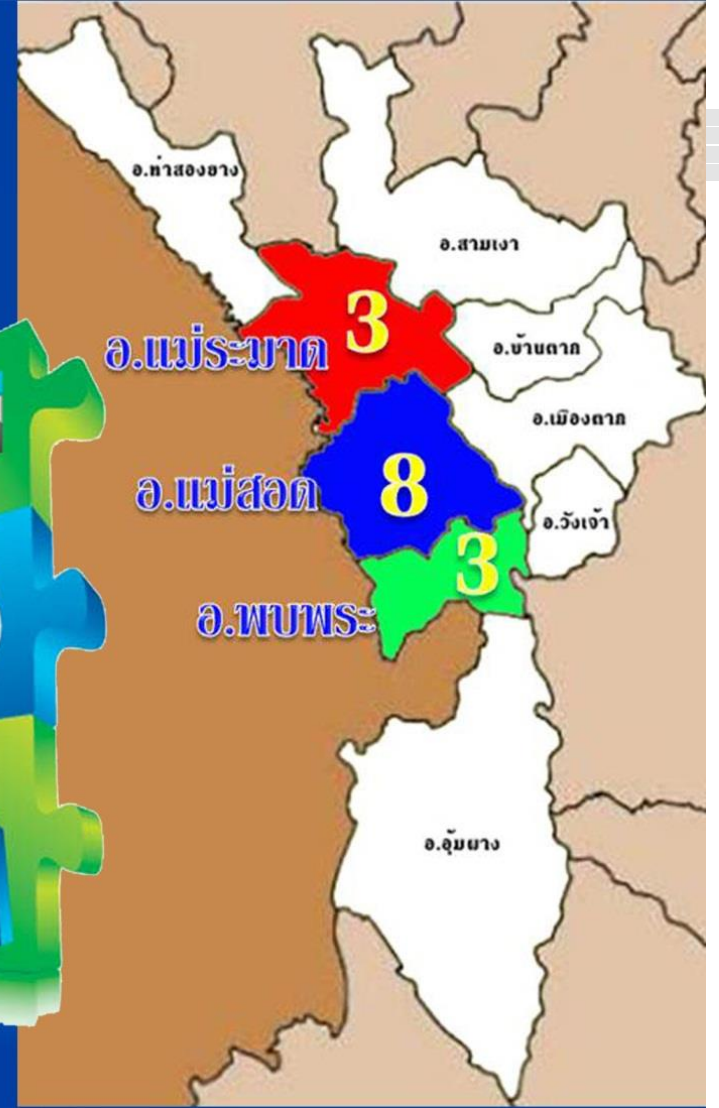 อ.ท่าสองยาง
อ.สามเงา
3
อ.แม่ระมาด
อ.บ้านตาก
อ.เมืองตาก
8
อ.แม่สอด
อ.วังเจ้า
3
อ.พบพระ
อ.อุ้มผาง